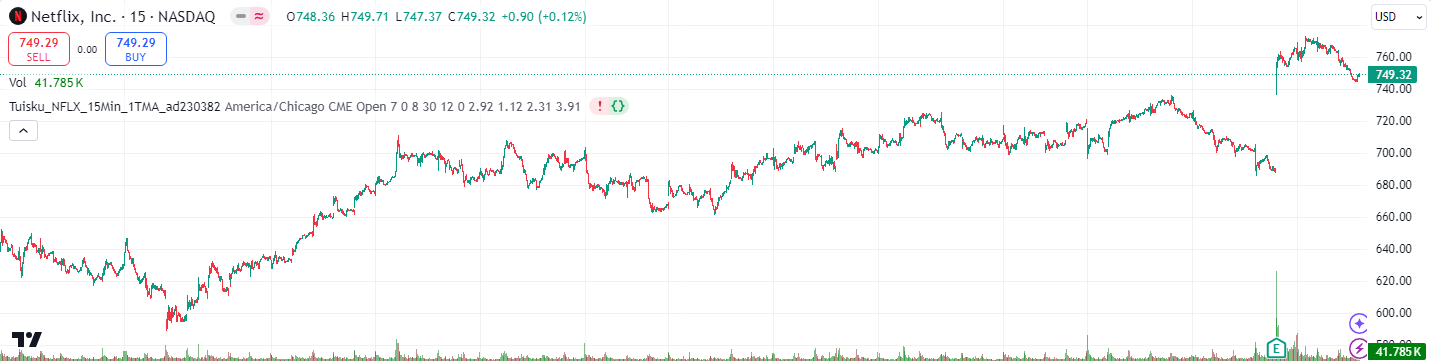 Netflix, Inc. · 15 · NASDAQ O748.36 H749.71 L747.37 C749.32 +0.90 (+0.12%) USD
749.29 0.00 749.29
SELL BUY
Vol 41.785K
Tuisku_NFLX_15Min_1TMA_ad230382 America/Chicago CME Open 7 0 8 30 12 0 2.92 1.12 2.31 3.91 ! {}
760.00
749.32
740.00
720.00
700.00
680.00
660.00
640.00
620.00
600.00
E
41.785K